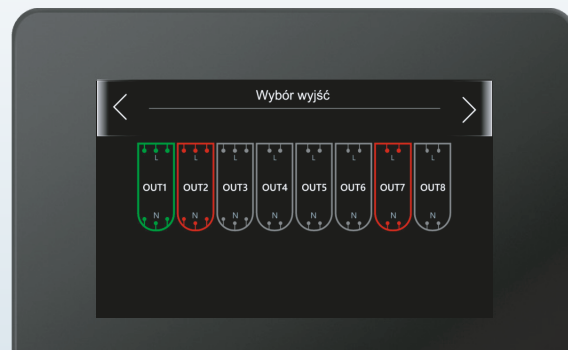 Wybór wyjść
L L L L L L L L
OUT1 OUT2 OUT3 OUT4 OUT5 OUT6 OUT7 OUT8
N N N N N N N N